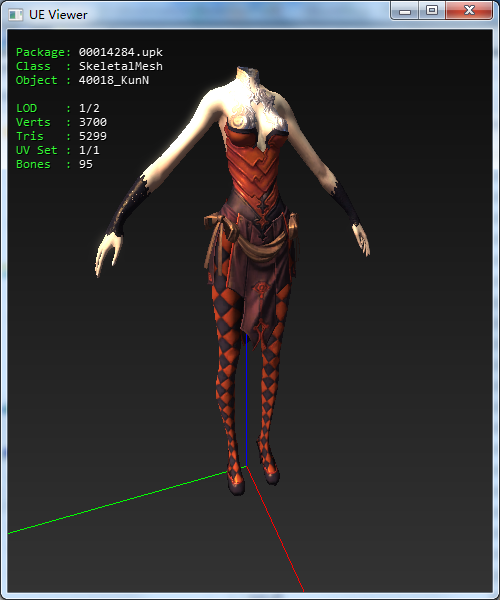 UE Viewer
Package: 00014284.upk
Class  : SkeletalMesh
Object : 40018_KunN
LOD    : 1/2
Verts  : 3700
Tris   : 5299
UV Set : 1/1
Bones  : 95